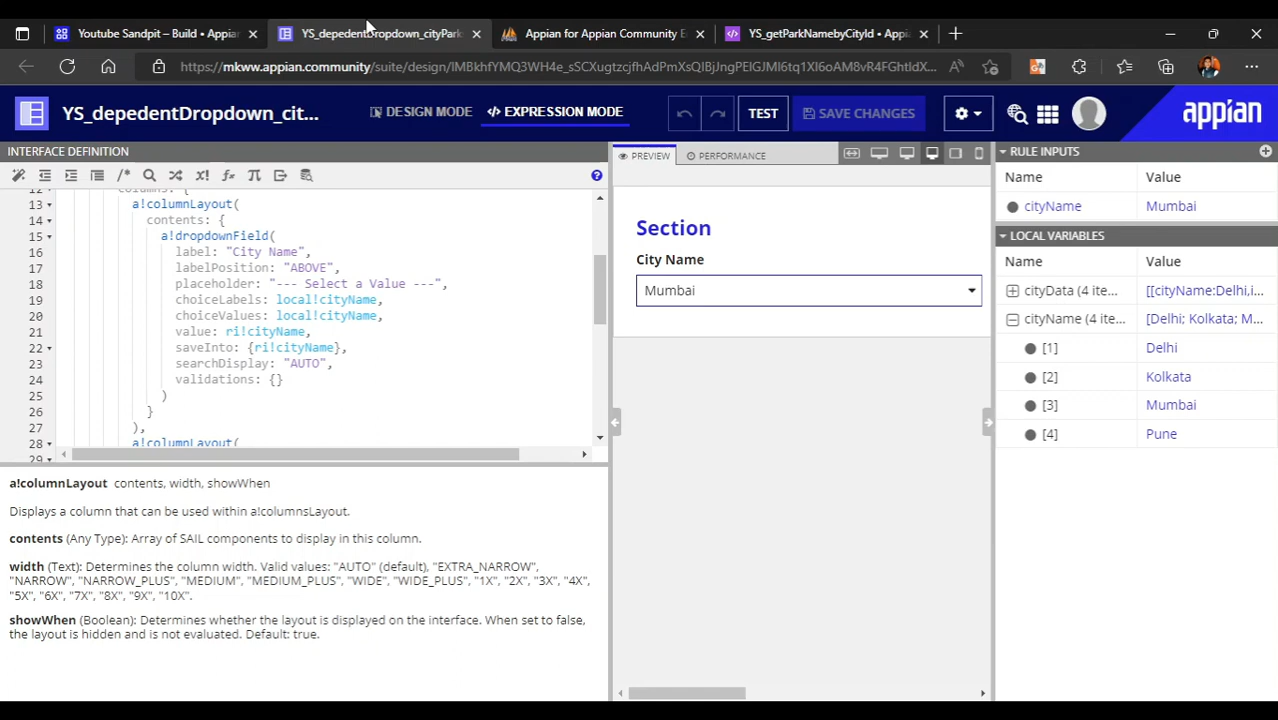 Youtube Sandpit – Build • Appian
YS_depedentDropdown_cityPark
Appian for Appian Community E
YS_getParkNamebyCityId • Appia
https://mkww.appian.community/suite/design/lMBkhfYMQ3WH4e_sSCXugtzcjfhAdPmXsQlBjJngPEIGJMI6tq1XI6oAM8vR4FGhtIdX...
YS_depedentDropdown_cit...
DESIGN MODE
</> EXPRESSION MODE
TEST
SAVE CHANGES
appian
INTERFACE DEFINITION
PREVIEW
PERFORMANCE
RULE INPUTS
Name Value
cityName Mumbai
LOCAL VARIABLES
Name Value
cityData (4 ite... [[cityName:Delhi,i...
cityName (4 ite... [Delhi; Kolkata; M...
[1] Delhi
[2] Kolkata
[3] Mumbai
[4] Pune
12 columns: {
13 a!columnLayout(
14 contents: {
15 a!dropdownField(
16 label: "City Name",
17 labelPosition: "ABOVE",
18 placeholder: "--- Select a Value ---",
19 choiceLabels: local!cityName,
20 choiceValues: local!cityName,
21 value: ri!cityName,
22 saveInto: {ri!cityName},
23 searchDisplay: "AUTO",
24 validations: {}
25 )
26 }
27 ),
28 a!columnLayout(
29
Section
City Name
Mumbai
a!columnLayout contents, width, showWhen
Displays a column that can be used within a!columnsLayout.
contents (Any Type): Array of SAIL components to display in this column.
width (Text): Determines the column width. Valid values: "AUTO" (default), "EXTRA_NARROW",
"NARROW", "NARROW_PLUS", "MEDIUM", "MEDIUM_PLUS", "WIDE", "WIDE_PLUS", "1X", "2X", "3X", "4X",
"5X", "6X", "7X", "8X", "9X", "10X".
showWhen (Boolean): Determines whether the layout is displayed on the interface. When set to false,
the layout is hidden and is not evaluated. Default: true.